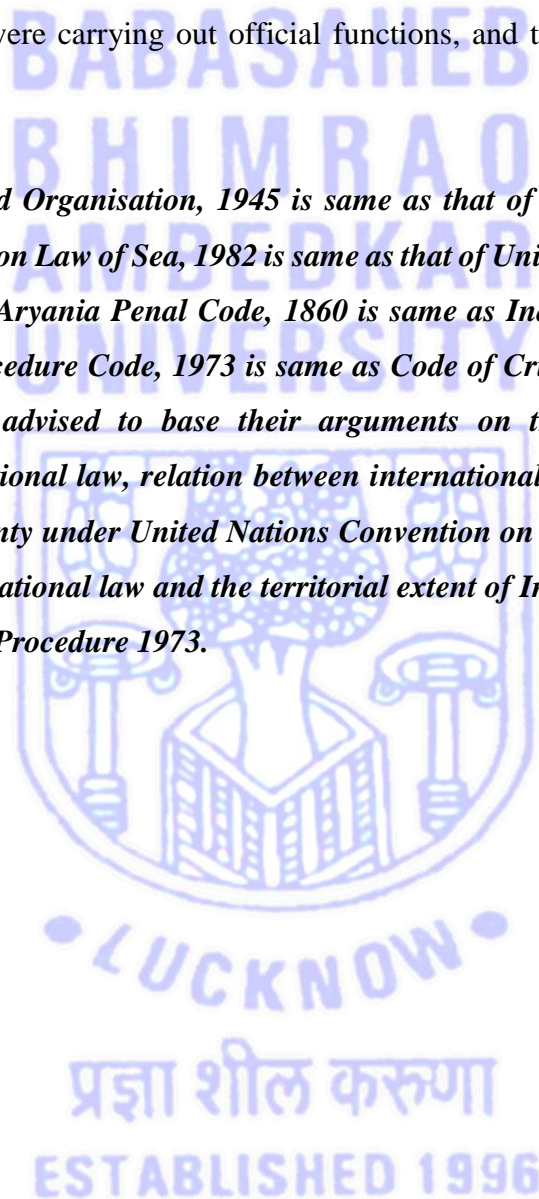 were carrying out official functions, and t
BABASAHEB
BHIMRAO
d Organisation, 1945 is same as that of
AMBEDKAR
on Law of Sea, 1982 is same as that of Uni
Aryania Penal Code, 1860 is same as In
UNIVERSITY
cedure Code, 1973 is same as Code of Cri
advised to base their arguments on t
tional law, relation between international
nty under United Nations Convention on
ational law and the territorial extent of In
Procedure 1973.
LUCKNOW
प्रज्ञा शील करुणा
ESTABLISHED 1996